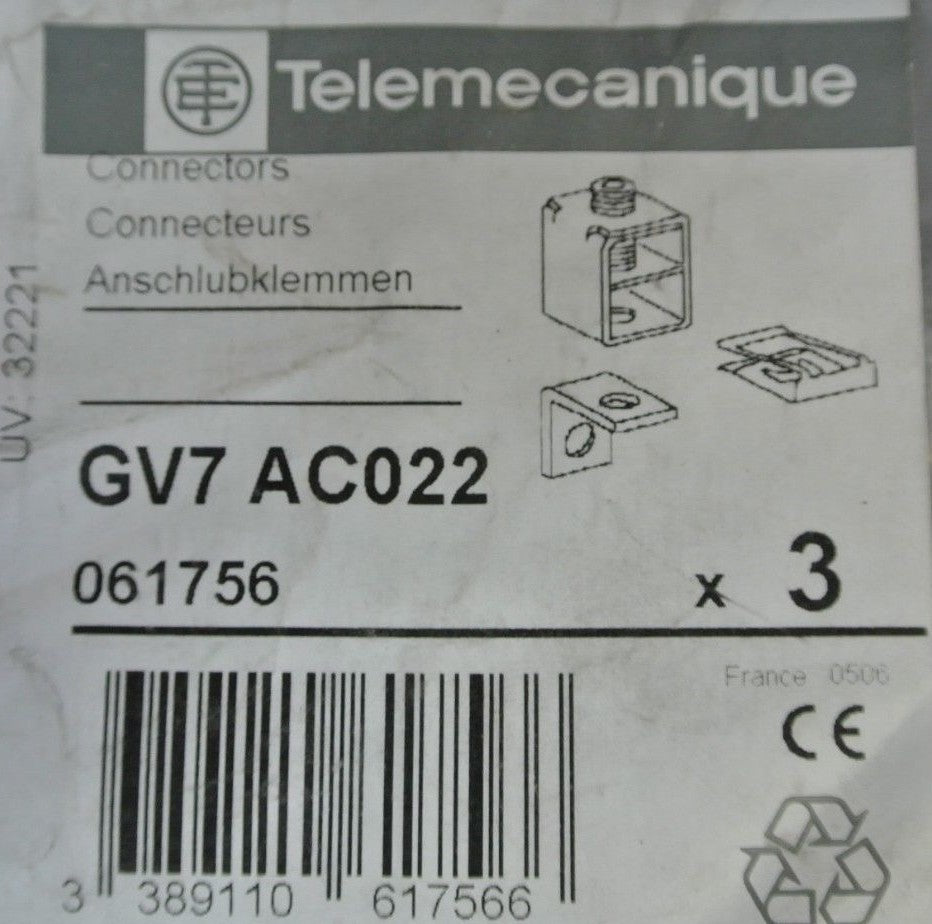 Telemecanique
Connectors
Connecteurs
Anschlubklemmen
UV: 32221
GV7 AC022
061756
x 3
France 0506
CE
3 389110 617566